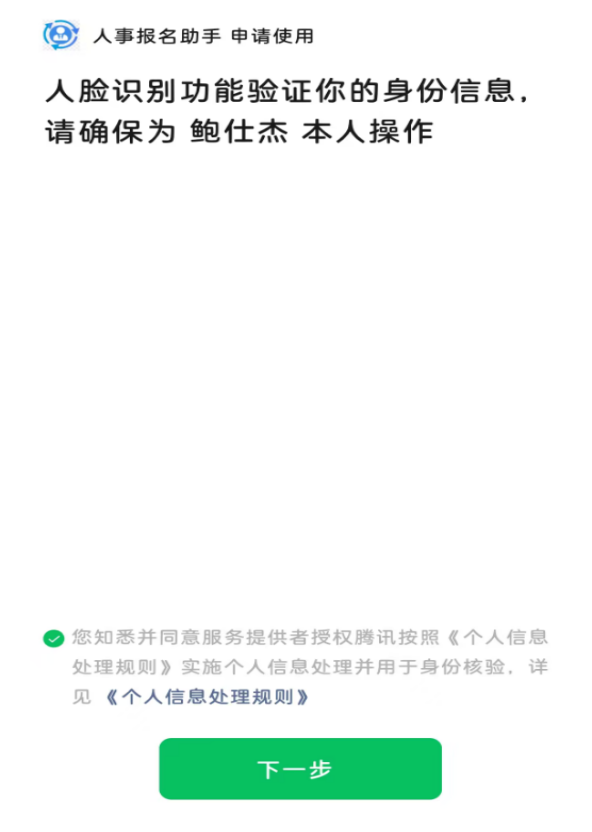 人事报名助手 申请使用
人脸识别功能验证你的身份信息，
请确保为 鲍仕杰 本人操作
您知悉并同意服务提供者授权腾讯按照《个人信息
处理规则》实施个人信息处理并用于身份核验，详
见《个人信息处理规则》
下一步